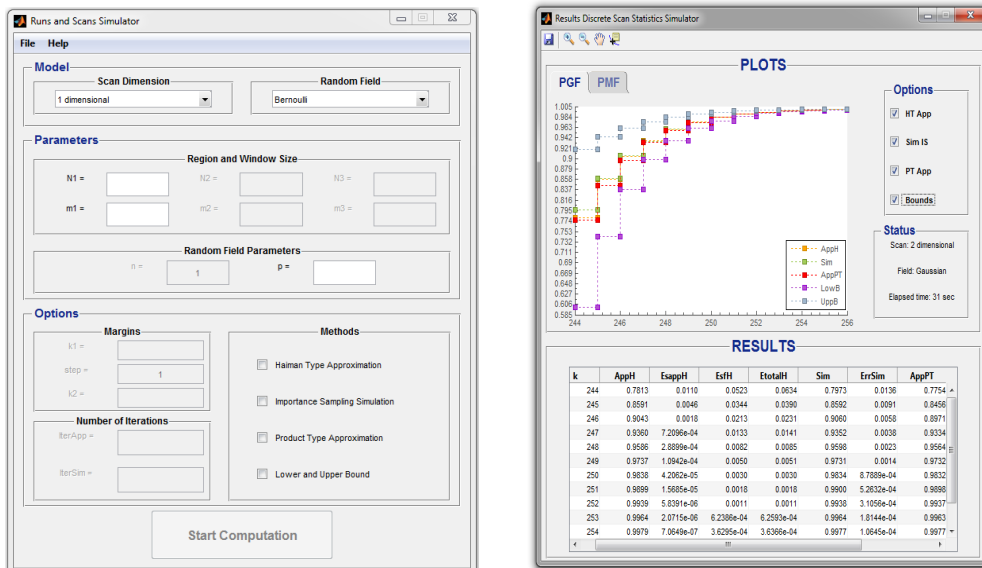 Runs and Scans Simulator
File Help
Model
Scan Dimension
1 dimensional
Random Field
Bernoulli
Parameters
Region and Window Size
N1 = N2 = N3 =
m1 = m2 = m3 =
Random Field Parameters
n = 1 p =
Options
Margins
k1 =
step = 1
k2 =
Number of Iterations
IterApp =
IterSim =
Methods
Haiman Type Approximation
Importance Sampling Simulation
Product Type Approximation
Lower and Upper Bound
Start Computation
Results Discrete Scan Statistics Simulator
PLOTS
PGF PMF
1.005
0.984
0.963
0.942
0.921
0.9
0.879
0.858
0.837
0.816
0.795
0.774
0.753
0.732
0.711
0.69
0.669
0.648
0.627
0.606
0.585
244 246 248 250 252 254 256
AppH
Sim
AppPT
LowB
UppB
Options
HT App
Sim IS
PT App
Bounds
Status
Scan: 2 dimensional
Field: Gaussian
Elapsed time: 31 sec
RESULTS
k AppH EsappH EsfH EtotalH Sim ErrSim AppPT
244 0.7813 0.0110 0.0523 0.0634 0.7973 0.0136 0.7754
245 0.8591 0.0046 0.0344 0.0390 0.8592 0.0091 0.8456
246 0.9043 0.0018 0.0213 0.0231 0.9060 0.0058 0.8971
247 0.9360 7.2096e-04 0.0133 0.0141 0.9352 0.0038 0.9334
248 0.9586 2.8899e-04 0.0082 0.0085 0.9598 0.0023 0.9564
249 0.9737 1.0942e-04 0.0050 0.0051 0.9731 0.0014 0.9732
250 0.9838 4.2062e-05 0.0030 0.0030 0.9834 8.7889e-04 0.9832
251 0.9899 1.5685e-05 0.0018 0.0018 0.9900 5.2632e-04 0.9898
252 0.9939 5.8391e-06 0.0011 0.0011 0.9938 3.1056e-04 0.9937
253 0.9964 2.0715e-06 6.2386e-04 6.2593e-04 0.9964 1.8144e-04 0.9963
254 0.9979 7.0649e-07 3.6295e-04 3.6366e-04 0.9977 1.0645e-04 0.9977